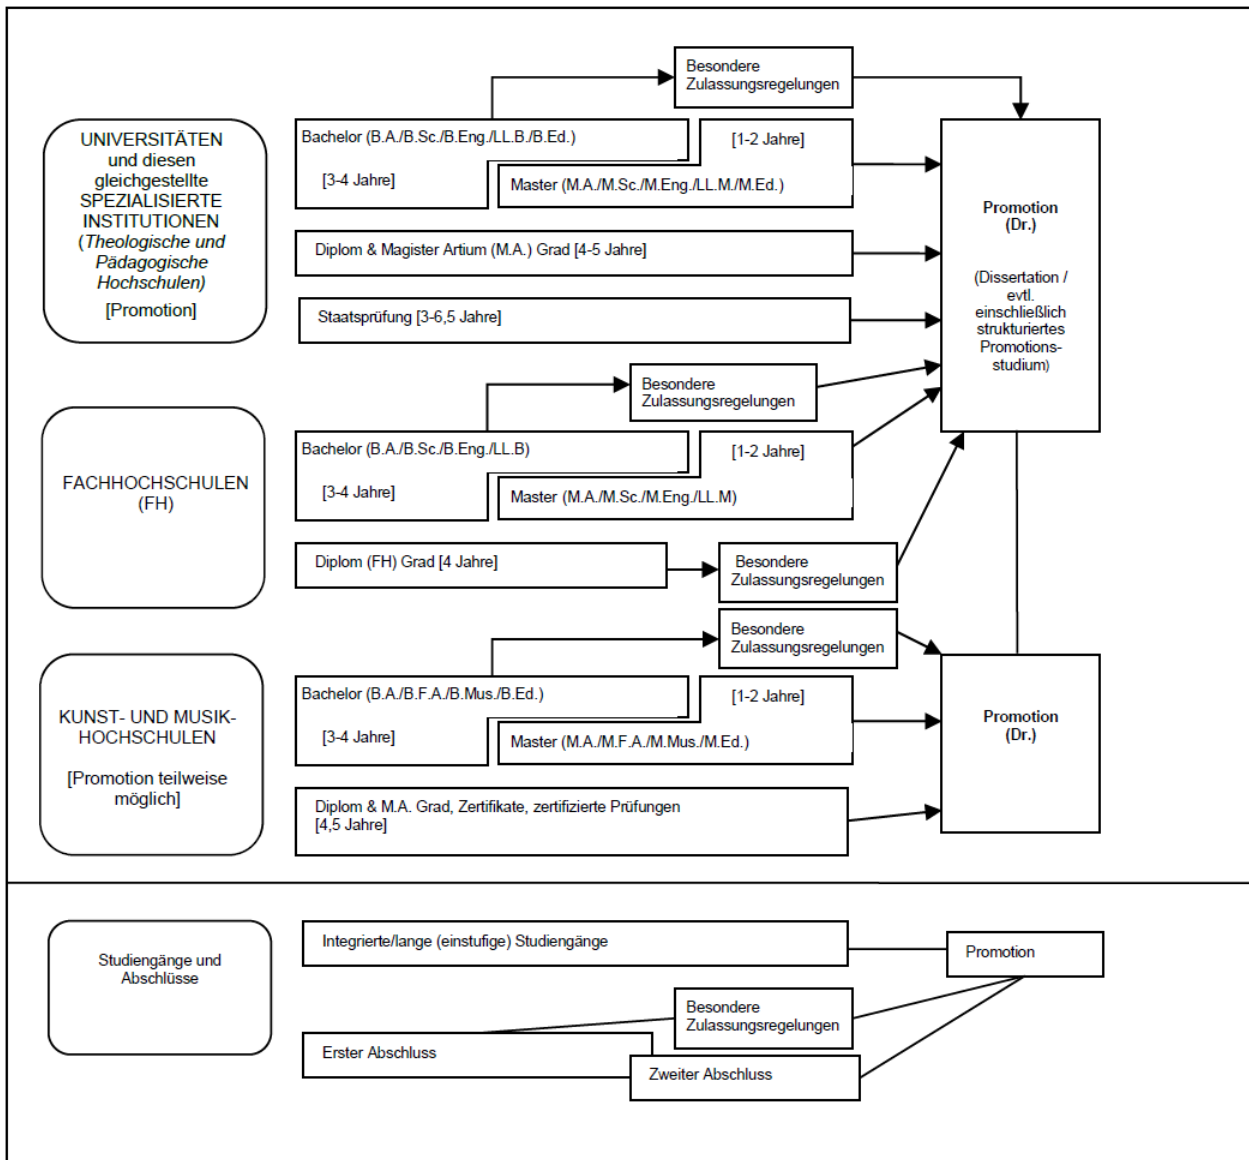 Besondere
Zulassungsregelungen
UNIVERSITÄTEN
und diesen
gleichgestellte
SPEZIALISIERTE
INSTITUTIONEN
(Theologische und
Pädagogische
Hochschulen)
[Promotion]
Bachelor (B.A./B.Sc./B.Eng./LL.B./B.Ed.)
[3-4 Jahre]
[1-2 Jahre]
Master (M.A./M.Sc./M.Eng./LL.M./M.Ed.)
Diplom & Magister Artium (M.A.) Grad [4-5 Jahre]
Staatsprüfung [3-6,5 Jahre]
Promotion
(Dr.)
(Dissertation /
evtl.
einschließlich
strukturiertes
Promotions-
studium)
Besondere
Zulassungsregelungen
FACHHOCHSCHULEN
(FH)
Bachelor (B.A./B.Sc./B.Eng./LL.B)
[3-4 Jahre]
[1-2 Jahre]
Master (M.A./M.Sc./M.Eng./LL.M)
Diplom (FH) Grad [4 Jahre]
Besondere
Zulassungsregelungen
Besondere
Zulassungsregelungen
KUNST- UND MUSIK-
HOCHSCHULEN
[Promotion teilweise
möglich]
Bachelor (B.A./B.F.A./B.Mus./B.Ed.)
[3-4 Jahre]
[1-2 Jahre]
Master (M.A./M.F.A./M.Mus./M.Ed.)
Diplom & M.A. Grad, Zertifikate, zertifizierte Prüfungen
[4,5 Jahre]
Promotion
(Dr.)
Studiengänge und
Abschlüsse
Integrierte/lange (einstufige) Studiengänge
Promotion
Besondere
Zulassungsregelungen
Erster Abschluss
Zweiter Abschluss